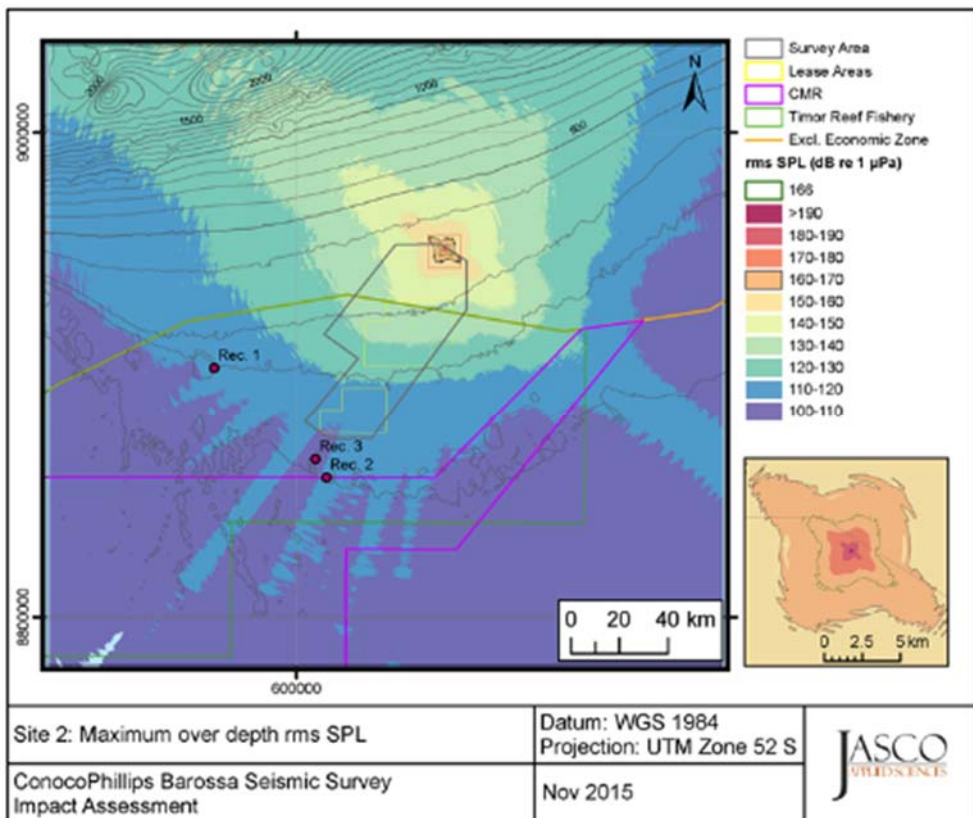 2000
2000
1000
1500
500
N
Survey Area
Lease Areas
CMR
Timor Reef Fishery
Excl. Economic Zone
rms SPL (dB re 1 µPa)
166
>190
180-190
170-180
160-170
150-160
140-150
130-140
120-130
110-120
100-110
9000000
8800000
Rec. 1
Rec. 3
Rec. 2
0 20 40 km
600000
0 2.5 5 km
Site 2: Maximum over depth rms SPL
Datum: WGS 1984
Projection: UTM Zone 52 S
ConocoPhillips Barossa Seismic Survey
Impact Assessment
Nov 2015
JASCO
APPLIED SCIENCES